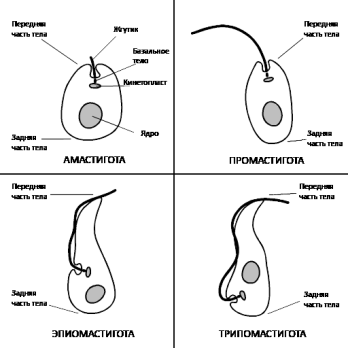 Передняя
часть тела
Жгутик
Базальное
тело
Кинетопласт
Ядро
Задняя
часть тела
АМАСТИГОТА
Передняя
часть тела
Задняя
часть тела
ПРОМАСТИГОТА
Передняя
часть тела
Задняя
часть тела
ЭПИОМАСТИГОТА
Передняя
часть тела
Задняя
часть тела
ТРИПОМАСТИГОТА